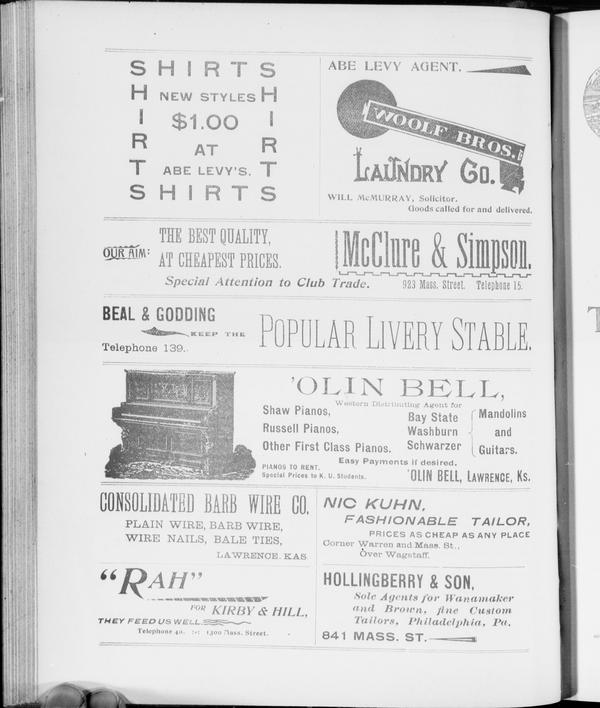 SHIRTS
SHIRTS
SHIRTS
SHIRTS
NEW STYLES
$1.00
AT
ABE LEVY'S.
ABE LEVY AGENT.
WOOLF BROS.
LAUNDRY CO.
WILL McMURRAY, Solicitor.
Goods called for and delivered.
OUR AIM:
THE BEST QUALITY,
AT CHEAPEST PRICES.
McClure & Simpson,
Special Attention to Club Trade.
923 Mass. Street. Telephone 15.
BEAL & GODDING
KEEP THE
Telephone 139.
POPULAR LIVERY STABLE.
'OLIN BELL,
Western Distributing Agent for
Shaw Pianos,
Russell Pianos,
Other First Class Pianos.
Bay State
Washburn
Schwarzer
Mandolins
and
Guitars.
Easy Payments if desired.
PIANOS TO RENT.
Special Prices to K. U. Students.
'OLIN BELL, LAWRENCE, KS.
CONSOLIDATED BARB WIRE CO.
PLAIN WIRE, BARB WIRE,
WIRE NAILS, BALE TIES,
LAWRENCE. KAS
NIC KUHN,
FASHIONABLE TAILOR,
PRICES AS CHEAP AS ANY PLACE
Corner Warren and Mass. St.,
Over Wagstaff.
"RAH"
FOR KIRBY & HILL,
THEY FEED US WELL.
Telephone 40. 1300 Mass. Street.
HOLLINGBERRY & SON,
Sole Agents for Wanamaker
and Brown, fine Custom
Tailors, Philadelphia, Pa.
841 MASS. ST.
T